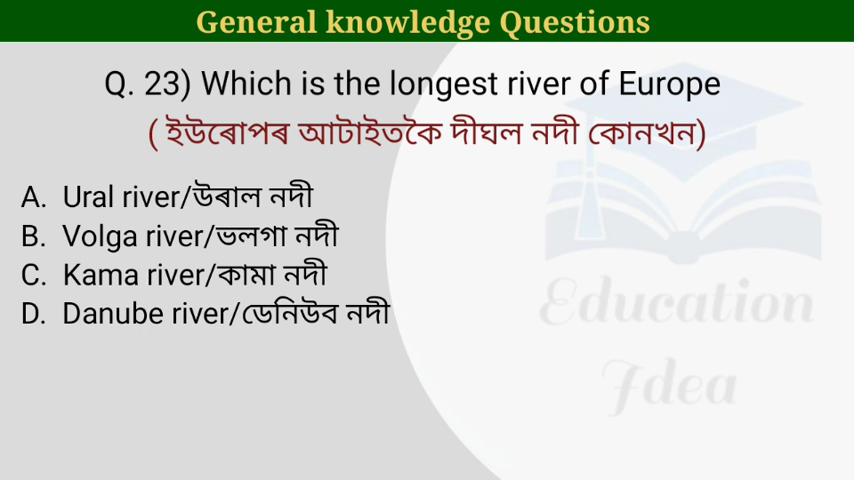 General knowledge Questions
Q. 23) Which is the longest river of Europe
( ইউৰোপৰ আটাইতকৈ দীঘল নদী কোনখন)
A. Ural river/উৰাল নদী
B. Volga river/ভলগা নদী
C. Kama river/কামা নদী
D. Danube river/ডেনিউব নদী
Education
Idea